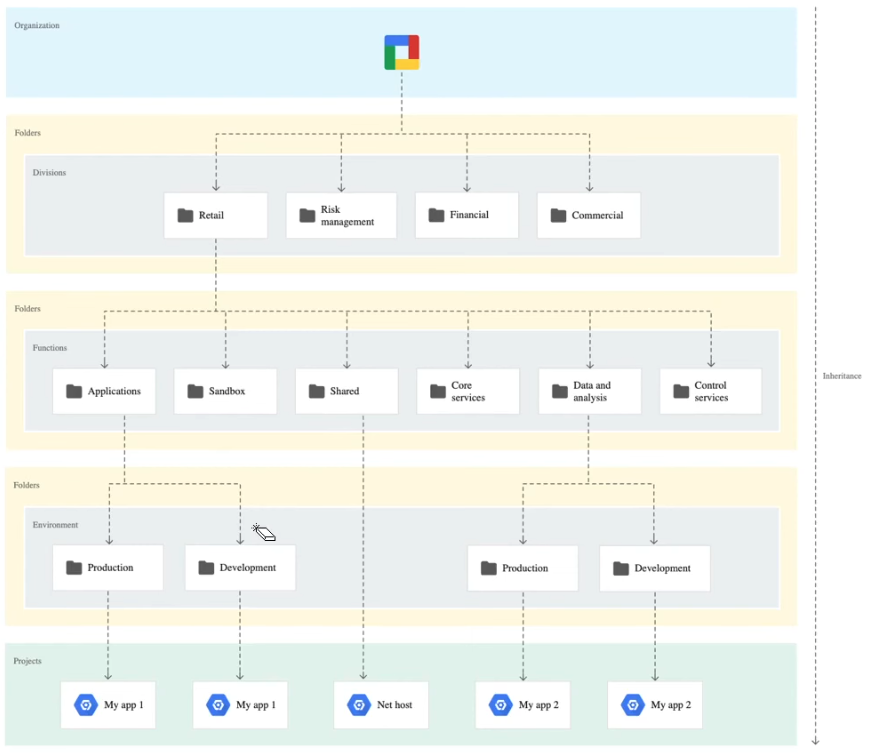 Organization
Folders
Divisions
Retail
Risk
management
Financial
Commercial
Folders
Functions
Applications
Sandbox
Shared
Core
services
Data and
analysis
Control
services
Inheritance
Folders
Environment
Production
Development
Production
Development
Projects
My app 1
My app 1
Net host
My app 2
My app 2